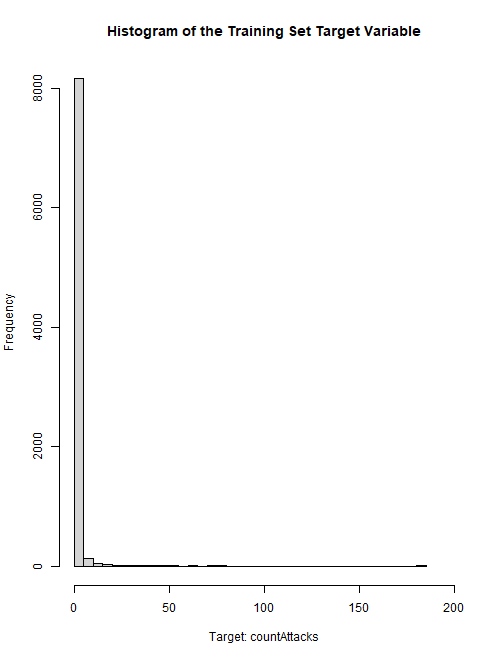 Histogram of the Training Set Target Variable
8000
6000
4000
2000
0
Frequency
0 50 100 150 200
Target: countAttacks